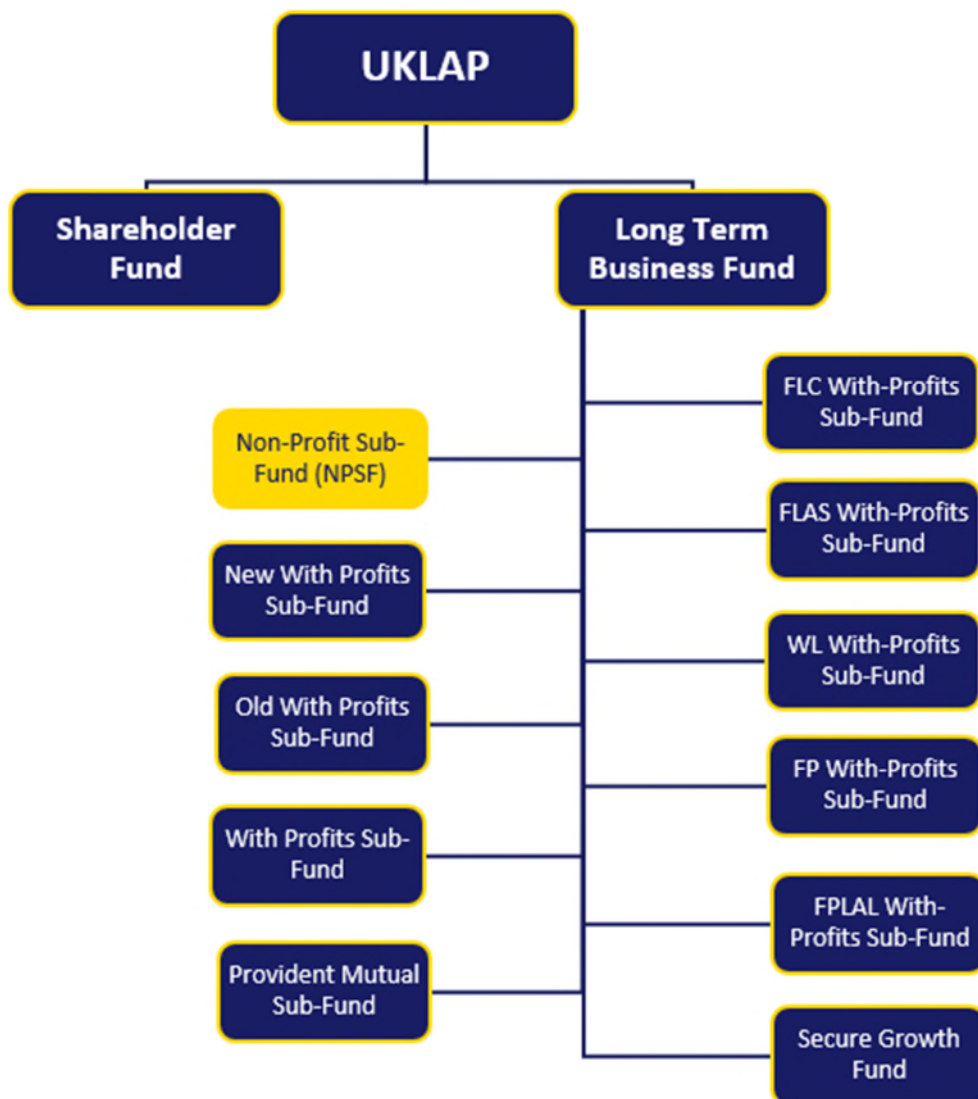 UKLAP
Shareholder
Fund
Long Term
Business Fund
Non-Profit Sub-
Fund (NPSF)
New With Profits
Sub-Fund
Old With Profits
Sub-Fund
With Profits Sub-
Fund
Provident Mutual
Sub-Fund
FLC With-Profits
Sub-Fund
FLAS With-Profits
Sub-Fund
WL With-Profits
Sub-Fund
FP With-Profits
Sub-Fund
FPLAL With-
Profits Sub-Fund
Secure Growth
Fund